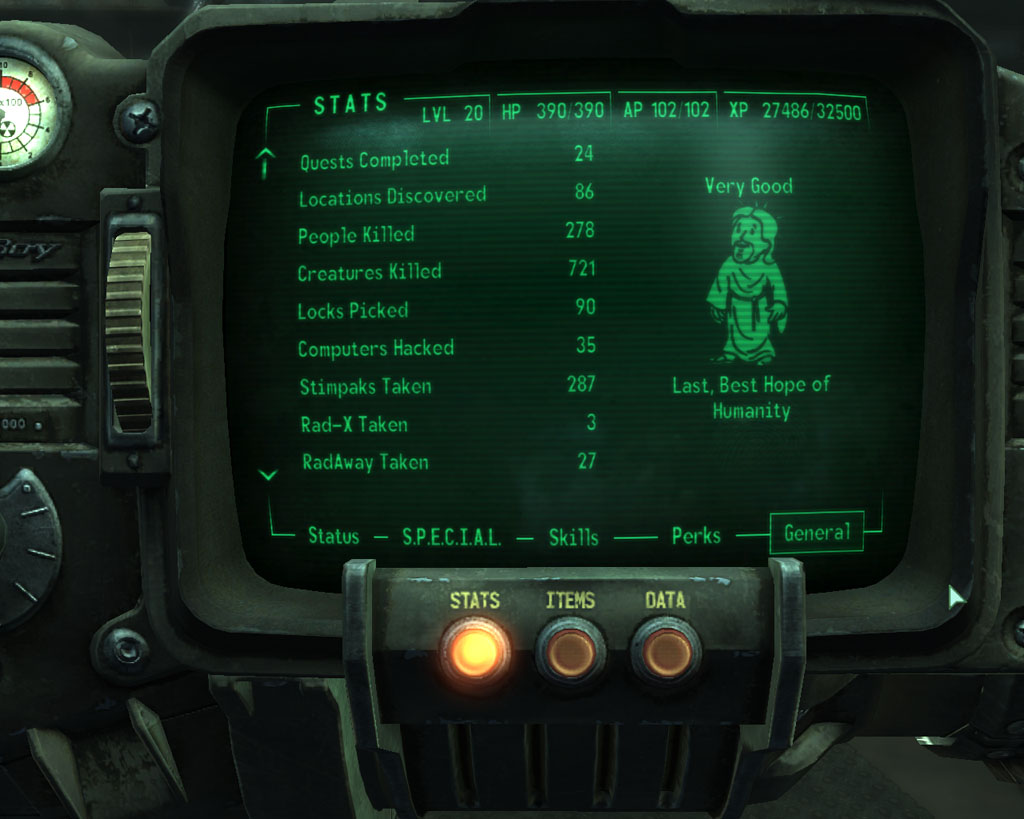 STATS LVL 20 HP 390/390 AP 102/102 XP 27486/32500
Quests Completed 24
Locations Discovered 86
People Killed 278
Creatures Killed 721
Locks Picked 90
Computers Hacked 35
Stimpaks Taken 287
Rad-X Taken 3
RadAway Taken 27
Very Good
Last, Best Hope of
Humanity
Status S.P.E.C.I.A.L. Skills Perks General
STATS ITEMS DATA
x100
000